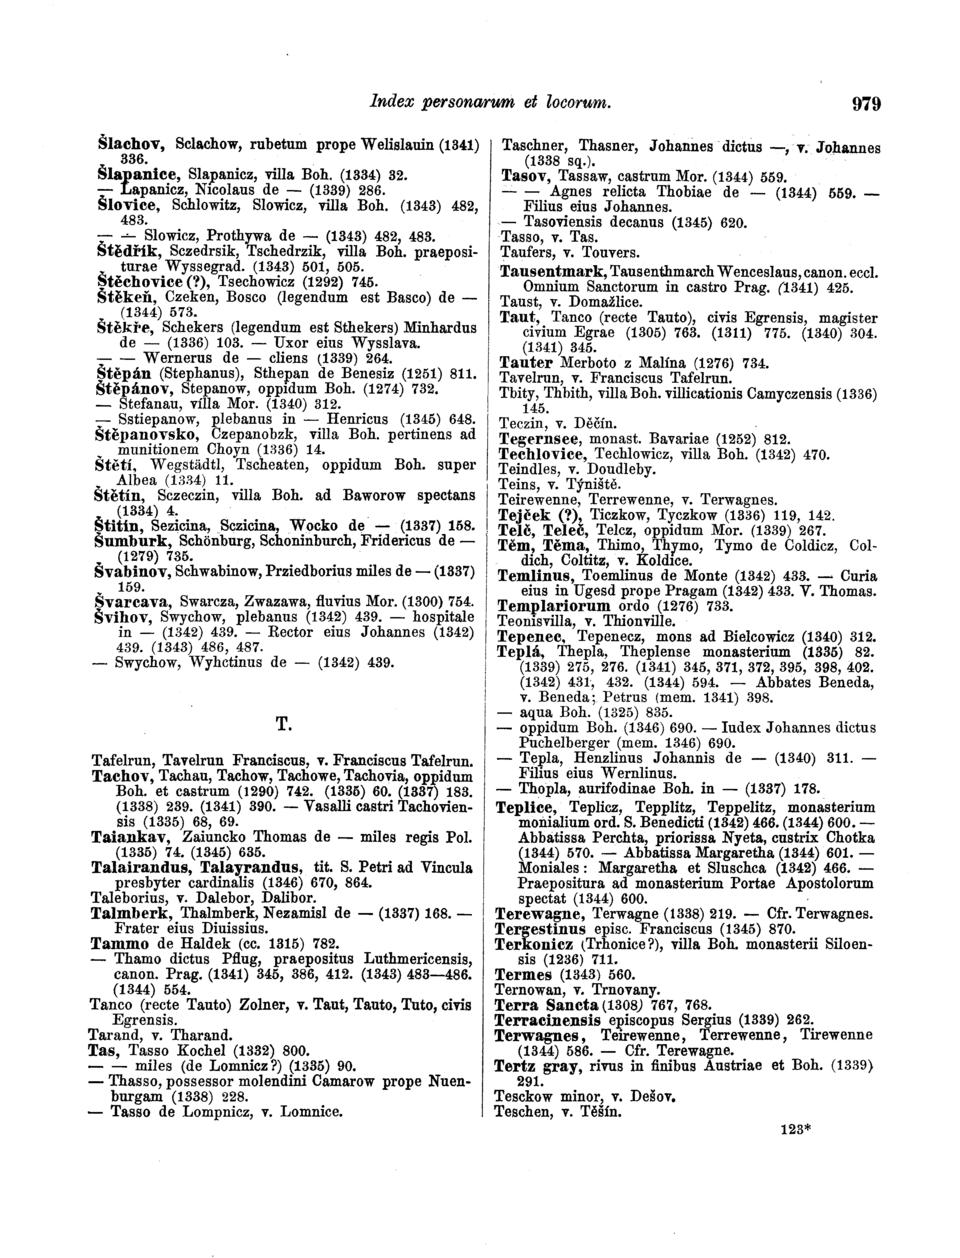 Index personarum et locorum.
979
Šlachov, Sclachow, rubetum prope Welislauin (1341)
336.
Šlapanice, Slapanicz, villa Boh. (1334) 32.
— Łapanicz, Nicolaus de — (1339) 286.
Šlovice, Schlowitz, Slowicz, villa Boh. (1343) 482,
483.
— — Slowicz, Prothywa de — (1343) 482, 483.
Štědřík, Sczedrsik, Tschedrzik, villa Boh. praeposi-
turae Wyssegrad. (1343) 501, 505.
Štěchovice (?), Tsechowicz (1292) 745.
Štěkeň, Czeken, Bosco (legendum est Basco) de —
(1344) 573.
Štěkře, Schekers (legendum est Sthekers) Minhardus
de — (1336) 103. — Uxor eius Wysslava.
— — Wernerus de — cliens (1339) 264.
Štěpán (Stephanus), Sthepan de Benesiz (1251) 811.
Štěpánov, Stepanow, oppidum Boh. (1274) 732.
— Stefanau, villa Mor. (1340) 312.
— Sstiepanow, plebanus in — Henricus (1345) 648.
Štěpanovsko, Czepanobzk, villa Boh. pertinens ad
munitionem Choyn (1336) 14.
Štětí, Wegstädtl, Tscheaten, oppidum Boh. super
Albea (1334) 11.
Štětín, Sczeczin, villa Boh. ad Baworow spectans
(1334) 4.
Štitín, Sezicina, Sczicina, Wocko de — (1337) 158.
Šumburk, Schönburg, Schoninburch, Fridericus de —
(1279) 735.
Švabinov, Schwabinow, Prziedborius miles de — (1337)
159.
Švarcava, Swarcza, Zwazawa, fluvius Mor. (1300) 754.
Švihov, Swychow, plebanus (1342) 439. — hospitale
in — (1342) 439. — Rector eius Johannes (1342)
439. (1343) 486, 487.
— Swychow, Wyhctinus de — (1342) 439.
T.
Tafelrun, Tavelrun Franciscus, v. Franciscus Tafelrun.
Tachov, Tachau, Tachow, Tachowe, Tachovia, oppidum
Boh. et castrum (1290) 742. (1335) 60. (1337) 183.
(1338) 239. (1341) 390. — Vasalli castri Tachovien-
sis (1335) 68, 69.
Taiankav, Zaiuncko Thomas de — miles regis Pol.
(1335) 74. (1345) 635.
Talairandus, Talayrandus, tit. S. Petri ad Vincula
presbyter cardinalis (1346) 670, 864.
Taleborius, v. Dalebor, Dalibor.
Talmberk, Thalmberk, Nezamisl de — (1337) 168. —
Frater eius Diuissius.
Tammo de Haldek (cc. 1315) 782.
— Thamo dictus Pflug, praepositus Luthmericensis,
canon. Prag. (1341) 345, 386, 412. (1343) 483—486.
(1344) 554.
Tanco (recte Tauto) Zolner, v. Taut, Tauto, Tuto, civis
Egrensis.
Tarand, v. Tharand.
Tas, Tasso Kochel (1332) 800.
— — miles (de Lomnicz?) (1335) 90.
— Thasso, possessor molendini Camarow prope Nuen-
burgam (1338) 228.
— Tasso de Lompnicz, v. Lomnice.
Taschner, Thasner, Johannes dictus —, v. Johannes
(1338 sq.).
Tasov, Tassaw, castrum Mor. (1344) 559.
— — Agnes relicta Thobiae de — (1344) 559. —
Filius eius Johannes.
— Tasoviensis decanus (1345) 620.
Tasso, v. Tas.
Taufers, v. Touvers.
Tausentmark, Tausenthmarch Wenceslaus, canon. eccl.
Omnium Sanctorum in castro Prag. (1341) 425.
Taust, v. Domažlice.
Taut, Tanco (recte Tauto), civis Egrensis, magister
civium Egrae (1305) 763. (1311) 775. (1340) 304.
(1341) 345.
Tauter Merboto z Malína (1276) 734.
Tavelrun, v. Franciscus Tafelrun.
Tbity, Thbith, villa Boh. villicationis Camyczensis (1336)
145.
Teczin, v. Děčín.
Tegernsee, monast. Bavariae (1252) 812.
Techlovice, Techlowicz, villa Boh. (1342) 470.
Teindles, v. Doudleby.
Teins, v. Týniště.
Teirewenne, Terrewenne, v. Terwagnes.
Tejček (?), Ticzkow, Tyczkow (1336) 119, 142.
Telč, Teleč, Telcz, oppidum Mor. (1339) 267.
Těm, Těma, Thimo, Thymo, Tymo de Coldicz, Col-
dich, Coltitz, v. Koldice.
Temlinus, Toemlinus de Monte (1342) 433. — Curia
eius in Ugesd prope Pragam (1342) 433. V. Thomas.
Templariorum ordo (1276) 733.
Teonisvilla, v. Thionville.
Tepenec, Tepenecz, mons ad Bielcowicz (1340) 312.
Teplá, Thepla, Theplense monasterium (1335) 82.
(1339) 275, 276. (1341) 345, 371, 372, 395, 398, 402.
(1342) 431, 432. (1344) 594. — Abbates Beneda,
v. Beneda; Petrus (mem. 1341) 398.
— aqua Boh. (1325) 835.
— oppidum Boh. (1346) 690. — Iudex Johannes dictus
Puchelberger (mem. 1346) 690.
— Tepla, Henzlinus Johannis de — (1340) 311. —
Filius eius Wernlinus.
— Thopla, aurifodinae Boh. in — (1337) 178.
Teplice, Teplicz, Tepplitz, Teppelitz, monasterium
monialium ord. S. Benedicti (1342) 466. (1344) 600. —
Abbatissa Perchta, priorissa Nyeta, custrix Chotka
(1344) 570. — Abbatissa Margaretha (1344) 601. —
Moniales: Margaretha et Sluschca (1342) 466. —
Praepositura ad monasterium Portae Apostolorum
spectat (1344) 600.
Terewagne, Terwagne (1338) 219. — Cfr. Terwagnes.
Tergestinus episc. Franciscus (1345) 870.
Terkonicz (Trhonice?), villa Boh. monasterii Siloen-
sis (1236) 711.
Termes (1343) 560.
Ternowan, v. Trnovany.
Terra Sancta (1308) 767, 768.
Terracinensis episcopus Sergius (1339) 262.
Terwagnes, Teirewenne, Terrewenne, Tirewenne
(1344) 586. — Cfr. Terewagne.
Tertz gray, rivus in finibus Austriae et Boh. (1339)
291.
Tesckow minor, v. Dešov.
Teschen, v. Těšín.
123*